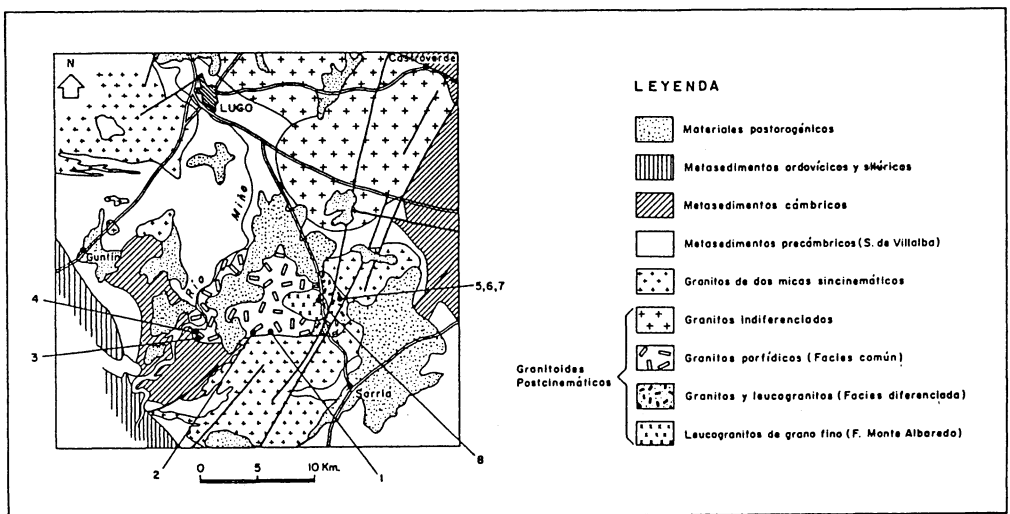 N
Castroverde
LUGO
Río Miño
Guntín
Sarria
4
3
5,6,7
2
1
8
0 5 10 Km.
LEYENDA
Materiales postorogénicos
Metasedimentos ordovícicos y silúricos
Metasedimentos cámbricos
Metasedimentos precámbricos (S. de Villalba)
Granitos de dos micas sincinemáticos
Granitos Indiferenciados
Granitos porfídicos (Facies común)
Granitos y leucogranitos (Facies diferenciada)
Leucogranitos de grano fino (F. Monte Albaredo)
Granitoides
Postcinemáticos